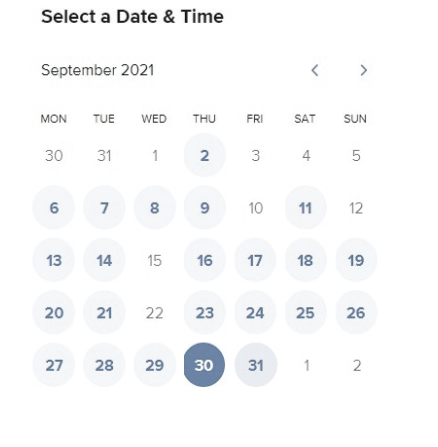 Select a Date & Time
September 2021
MON TUE WED THU FRI SAT SUN
30 31 1 2 3 4 5
6 7 8 9 10 11 12
13 14 15 16 17 18 19
20 21 22 23 24 25 26
27 28 29 30 31 1 2